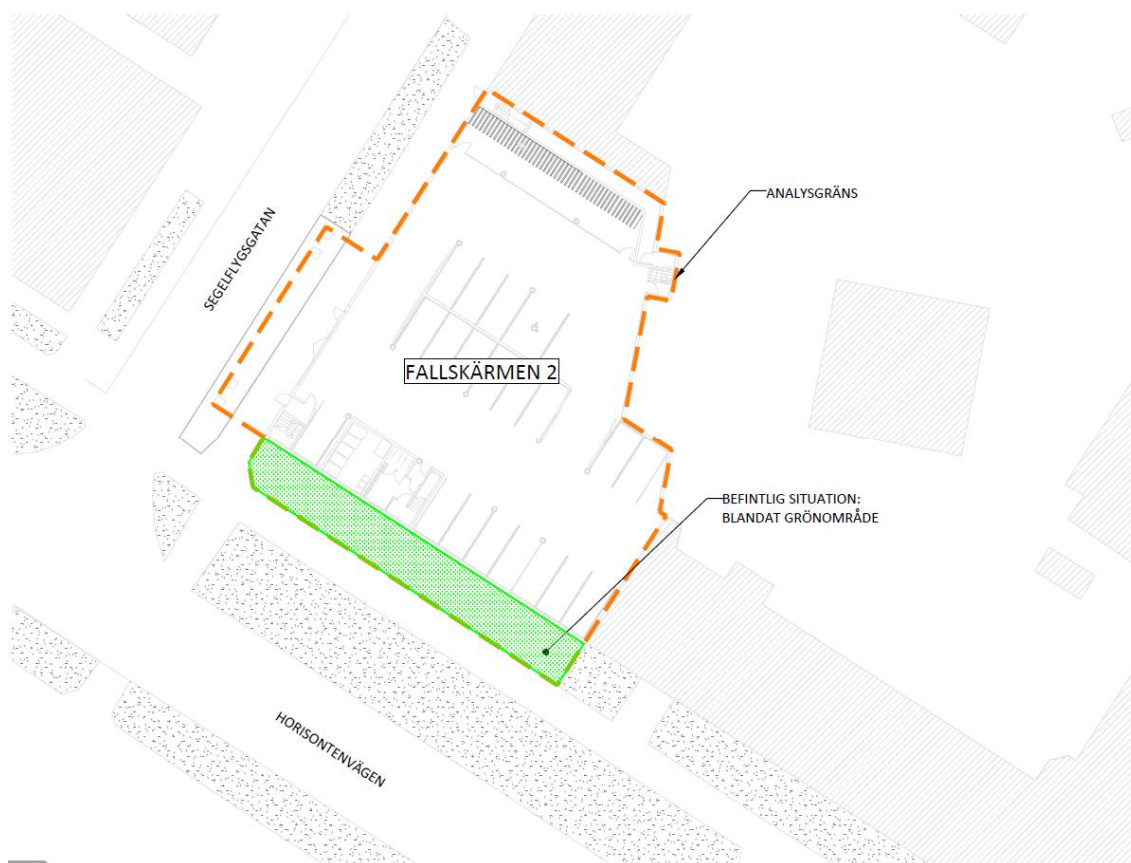 ANALYSGRÄNS
SEGELFLYGSGATAN
FALLSKÄRMEN 2
BEFINTLIG SITUATION:
BLANDAT GRÖNOMRÅDE
HORISONTENVÄGEN